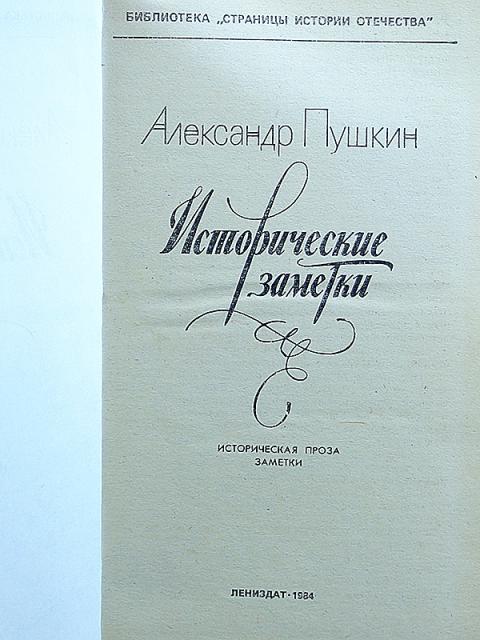 БИБЛИОТЕКА „СТРАНИЦЫ ИСТОРИИ ОТЕЧЕСТВА"
Александр Пушкин
Исторические
заметки
ИСТОРИЧЕСКАЯ ПРОЗА
ЗАМЕТКИ
ЛЕНИЗДАТ · 1984